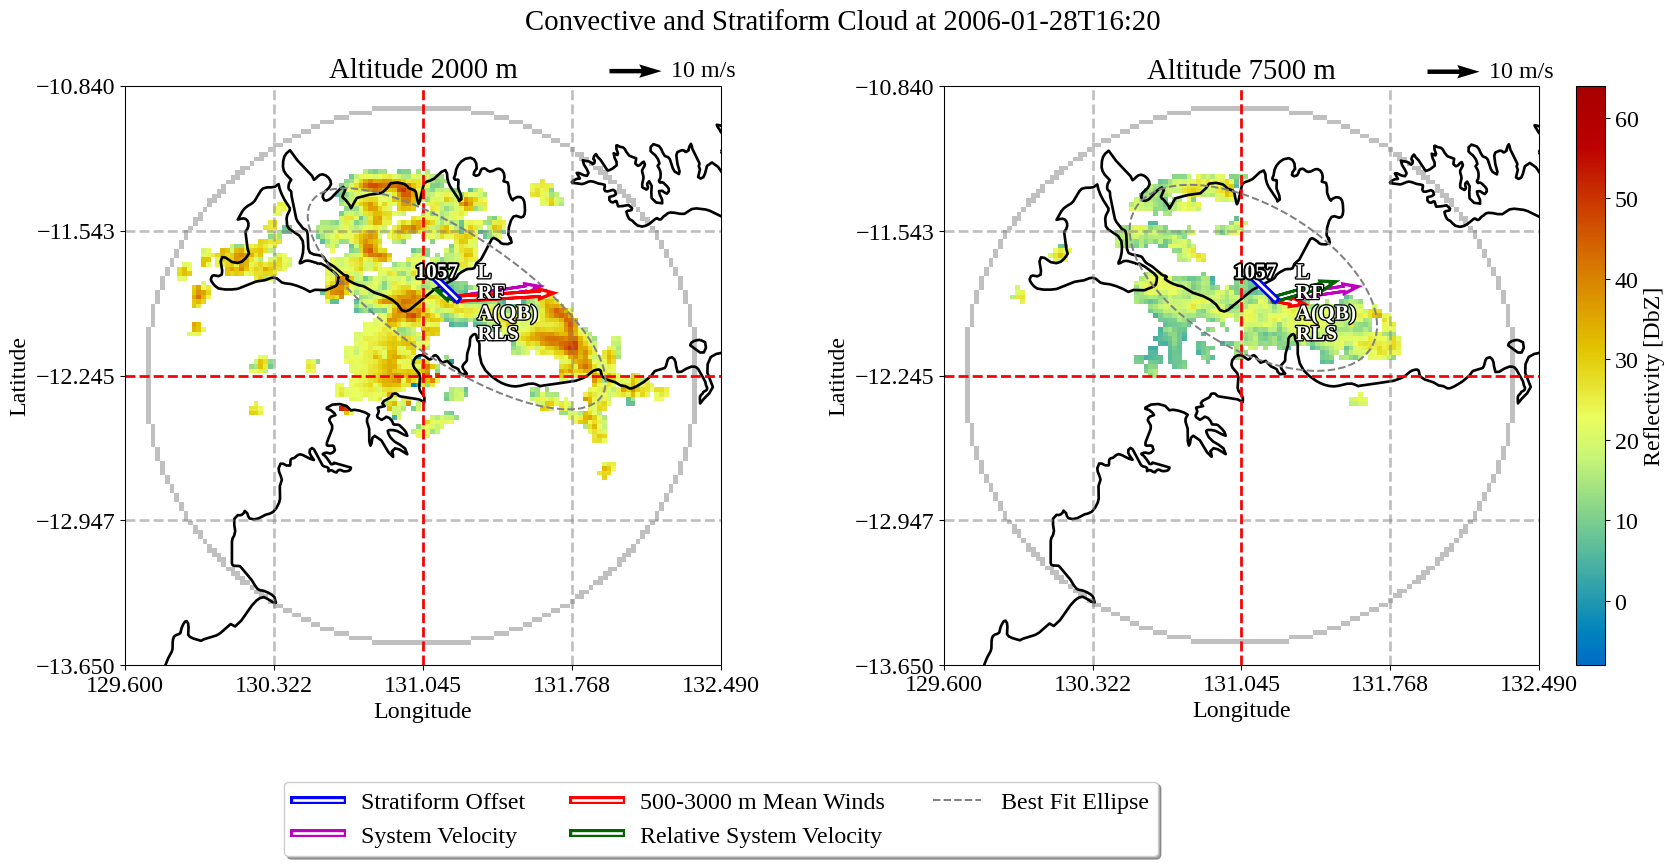 Convective and Stratiform Cloud at 2006-01-28T16:20
Altitude 2000 m
10 m/s
−10.840
−11.543
−12.245
−12.947
−13.650
129.600
130.322
131.045
131.768
132.490
Latitude
Longitude
1057
L
RF
A(QB)
RLS
Altitude 7500 m
10 m/s
−10.840
−11.543
−12.245
−12.947
−13.650
129.600
130.322
131.045
131.768
132.490
Latitude
Longitude
1057
L
RF
A(QB)
RLS
60
50
40
30
20
10
0
Reflectivity [DbZ]
Stratiform Offset
System Velocity
500-3000 m Mean Winds
Relative System Velocity
Best Fit Ellipse